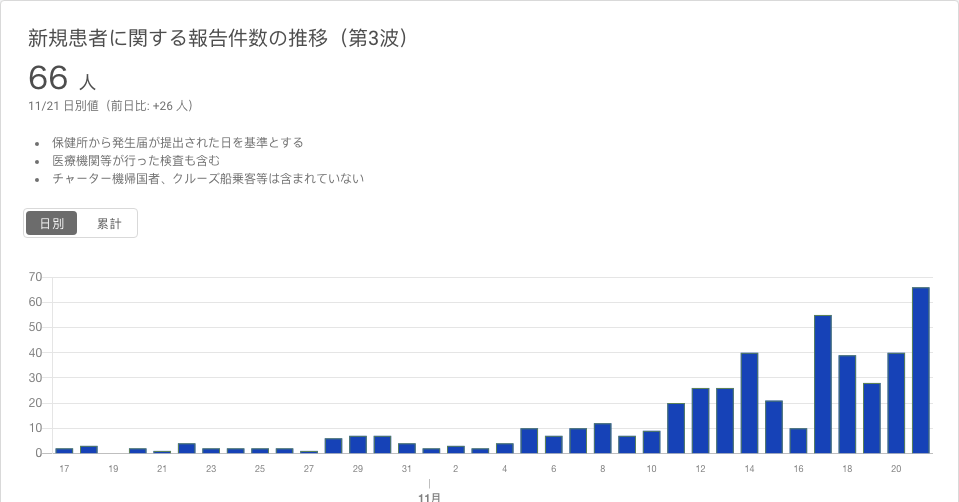 新規患者に関する報告件数の推移（第3波）
66 人
11/21 日別値（前日比: +26 人）
• 保健所から発生届が提出された日を基準とする
• 医療機関等が行った検査も含む
• チャーター機帰国者、クルーズ船乗客等は含まれていない
日別 累計
70
60
50
40
30
20
10
0
17 19 21 23 25 27 29 31 2 4 6 8 10 12 14 16 18 20
11月